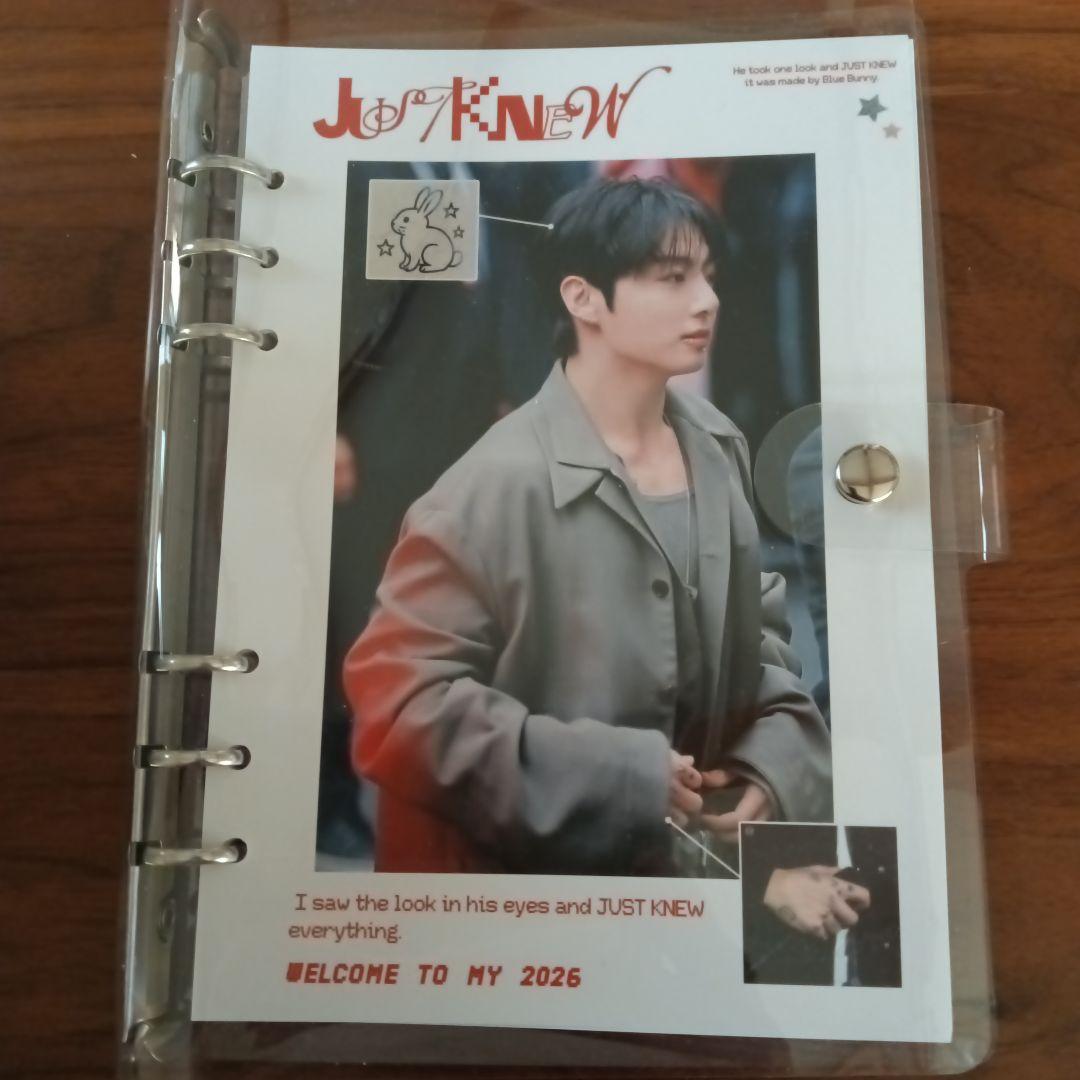 JUST KNEW
He took one look and JUST KNEW
it was made by Blue Bunny.
I saw the look in his eyes and JUST KNEW
everything.
WELCOME TO MY 2026